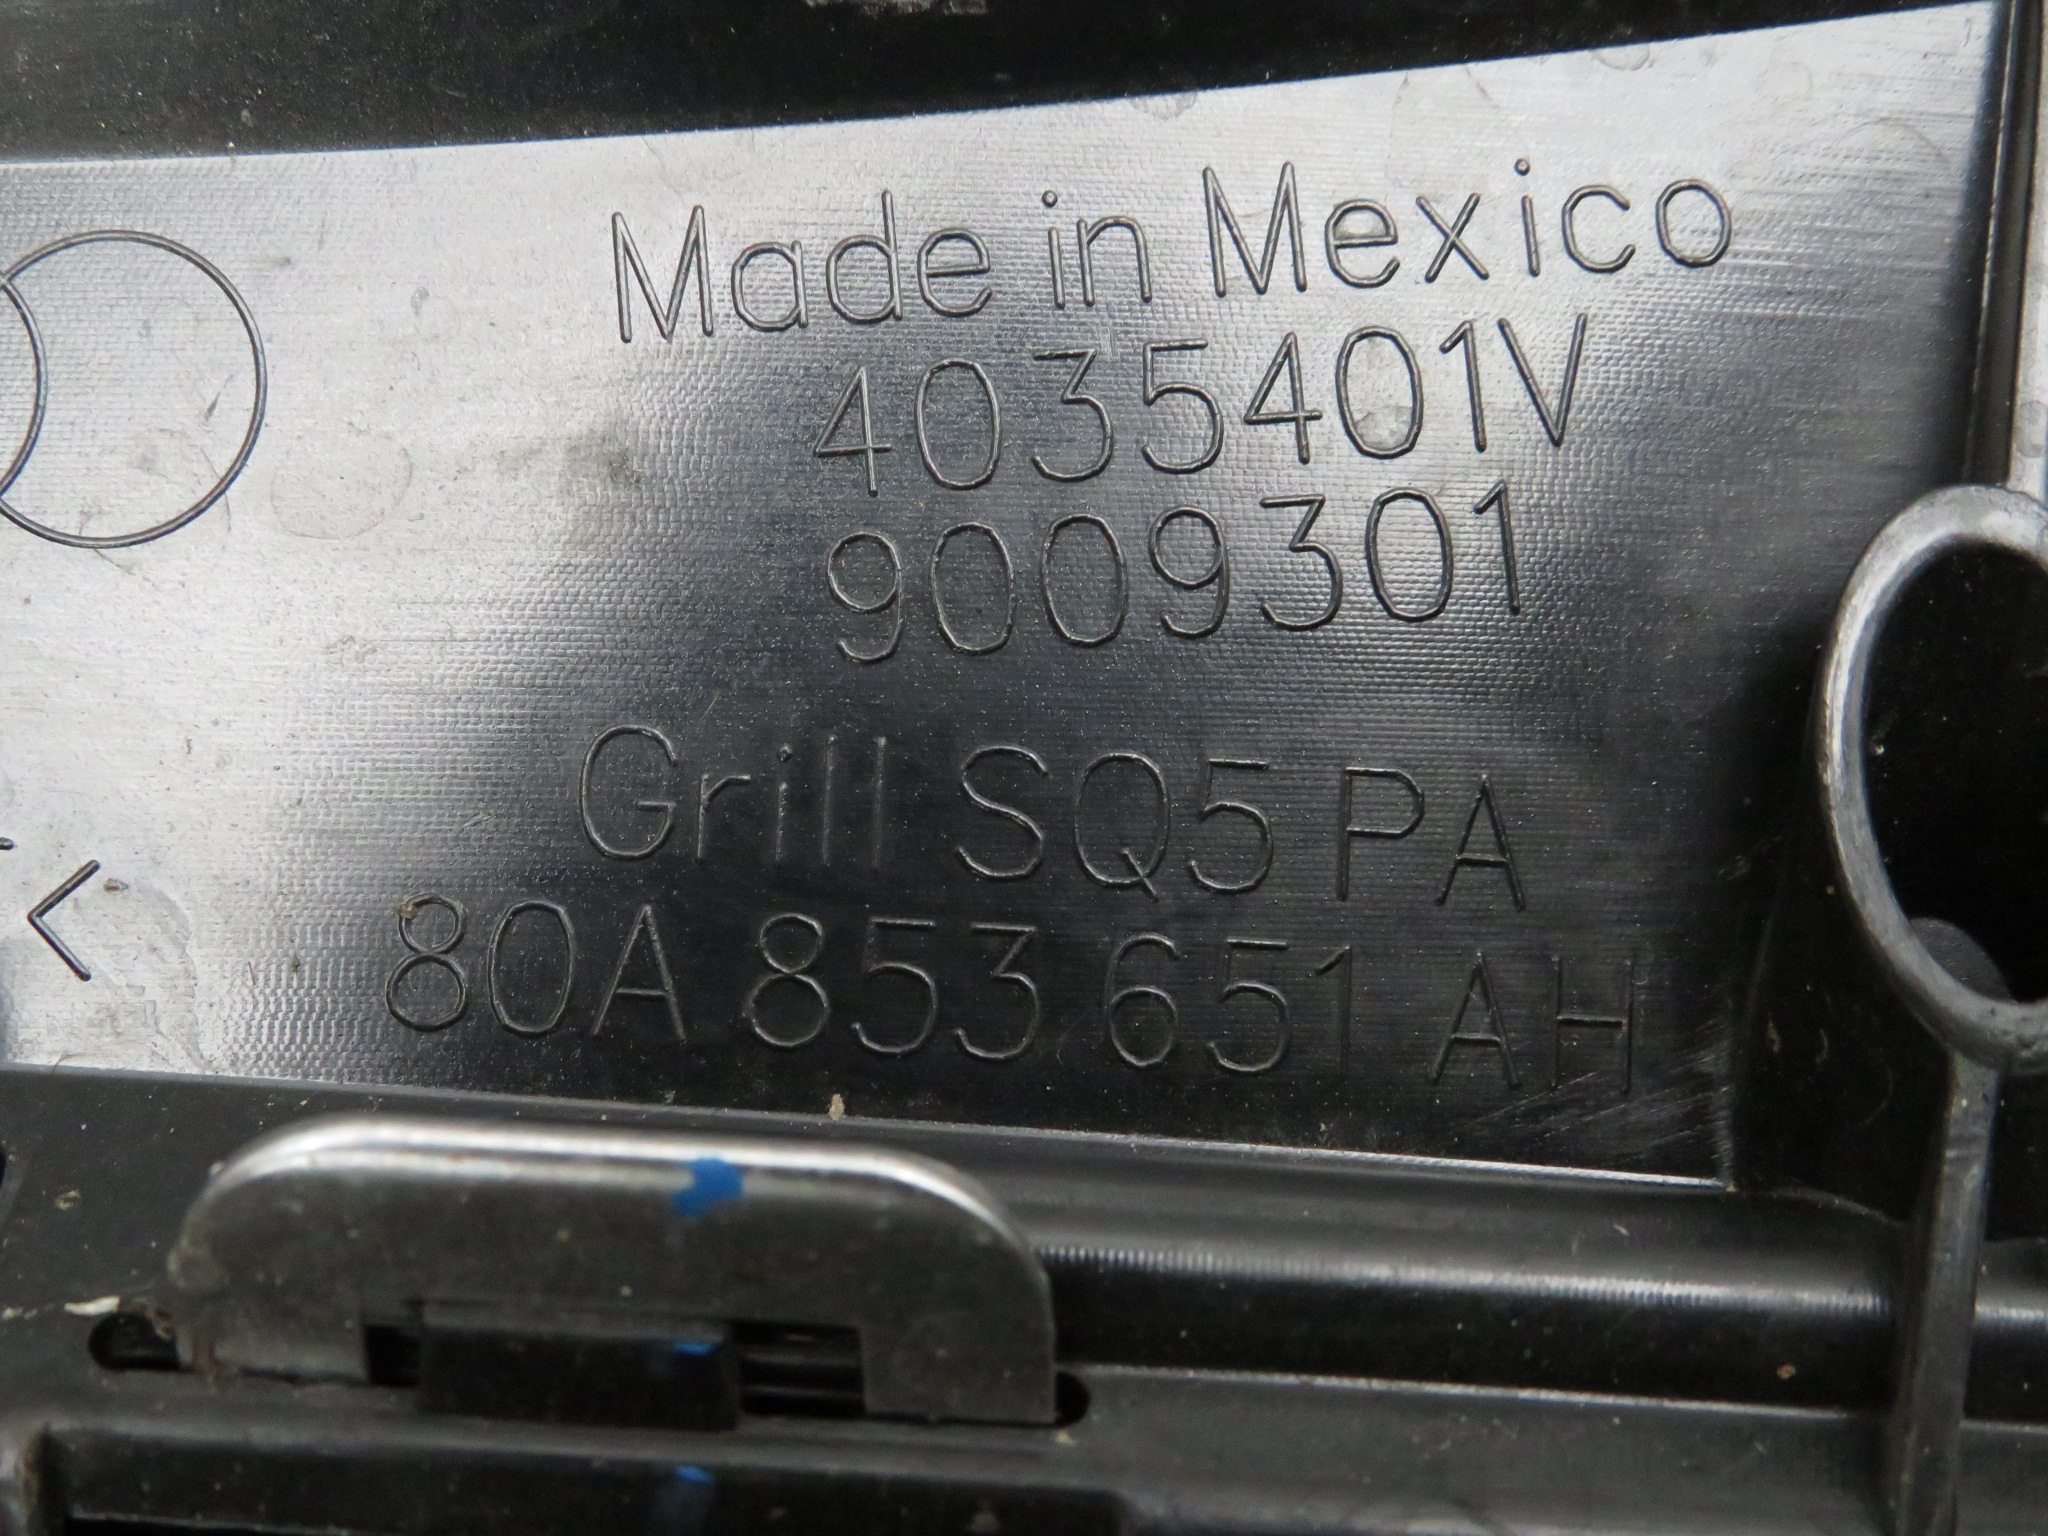 Made in Mexico
4035401V
9009301
Grill SQ5 PA
<
80A 853 651 AH